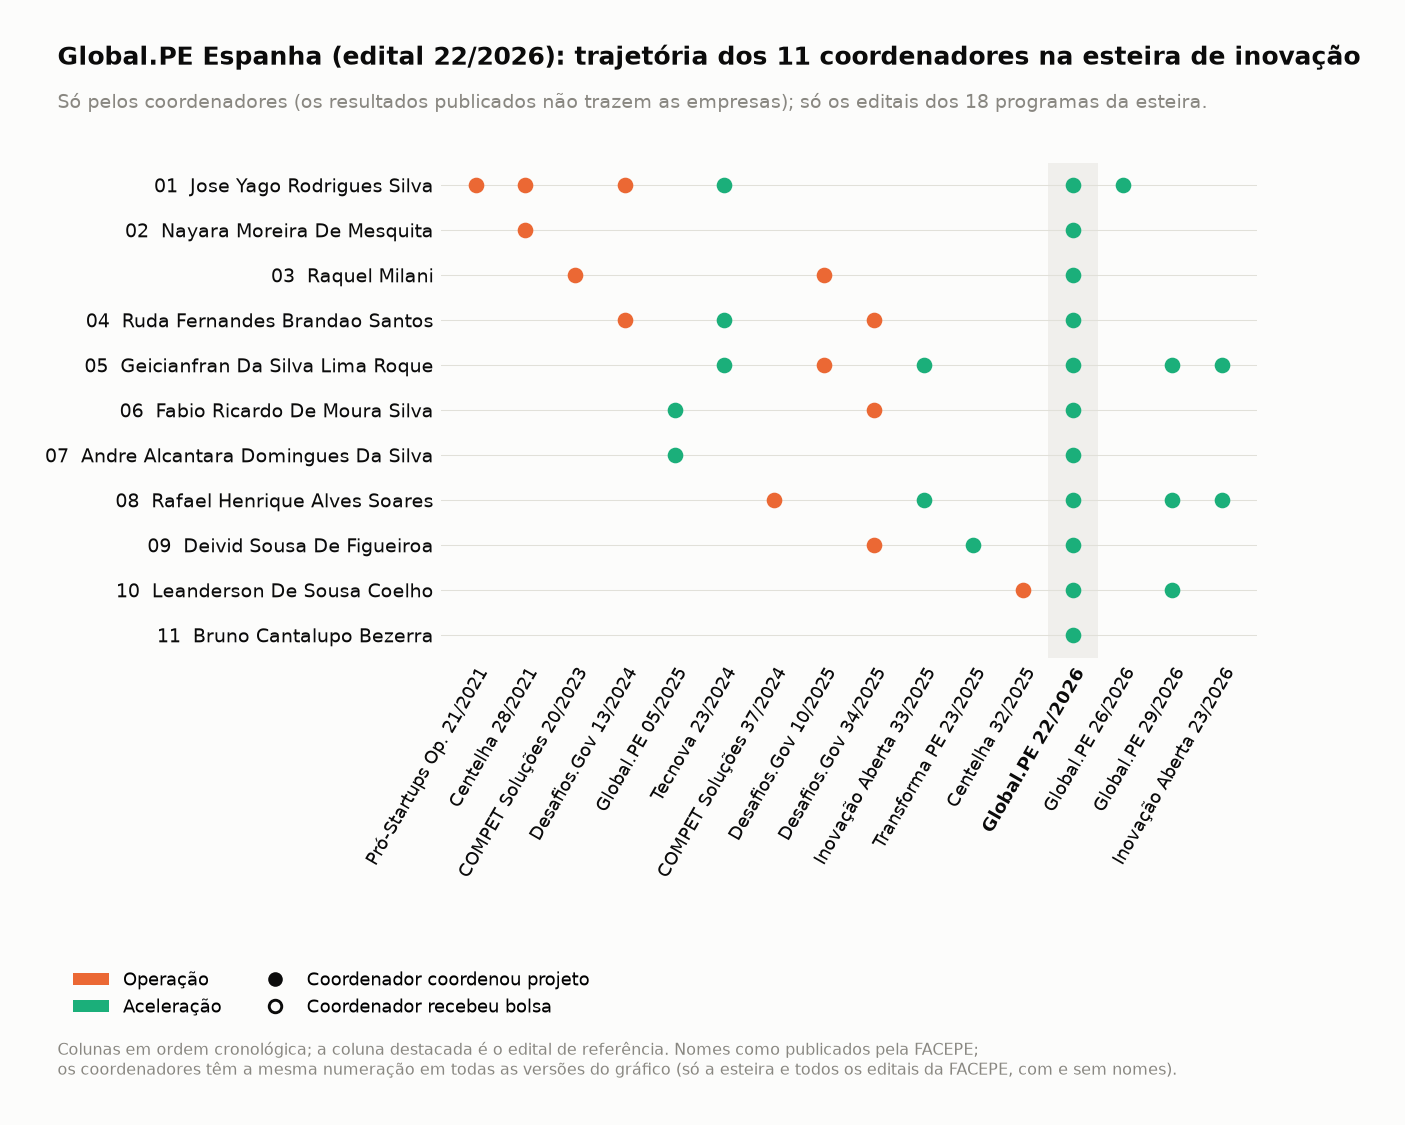 Global.PE Espanha (edital 22/2026): trajetória dos 11 coordenadores na esteira de inovação
Só pelos coordenadores (os resultados publicados não trazem as empresas); só os editais dos 18 programas da esteira.
01 Jose Yago Rodrigues Silva
02 Nayara Moreira De Mesquita
03 Raquel Milani
04 Ruda Fernandes Brandao Santos
05 Geicianfran Da Silva Lima Roque
06 Fabio Ricardo De Moura Silva
07 Andre Alcantara Domingues Da Silva
08 Rafael Henrique Alves Soares
09 Deivid Sousa De Figueiroa
10 Leanderson De Sousa Coelho
11 Bruno Cantalupo Bezerra
Pró-Startups Op. 21/2021
Centelha 28/2021
COMPET Soluções 20/2023
Desafios.Gov 13/2024
Global.PE 05/2025
Tecnova 23/2024
COMPET Soluções 37/2024
Desafios.Gov 10/2025
Desafios.Gov 34/2025
Inovação Aberta 33/2025
Transforma PE 23/2025
Centelha 32/2025
Global.PE 22/2026
Global.PE 26/2026
Global.PE 29/2026
Inovação Aberta 23/2026
Operação
Coordenador coordenou projeto
Aceleração
Coordenador recebeu bolsa
Colunas em ordem cronológica; a coluna destacada é o edital de referência. Nomes como publicados pela FACEPE;
os coordenadores têm a mesma numeração em todas as versões do gráfico (só a esteira e todos os editais da FACEPE, com e sem nomes).